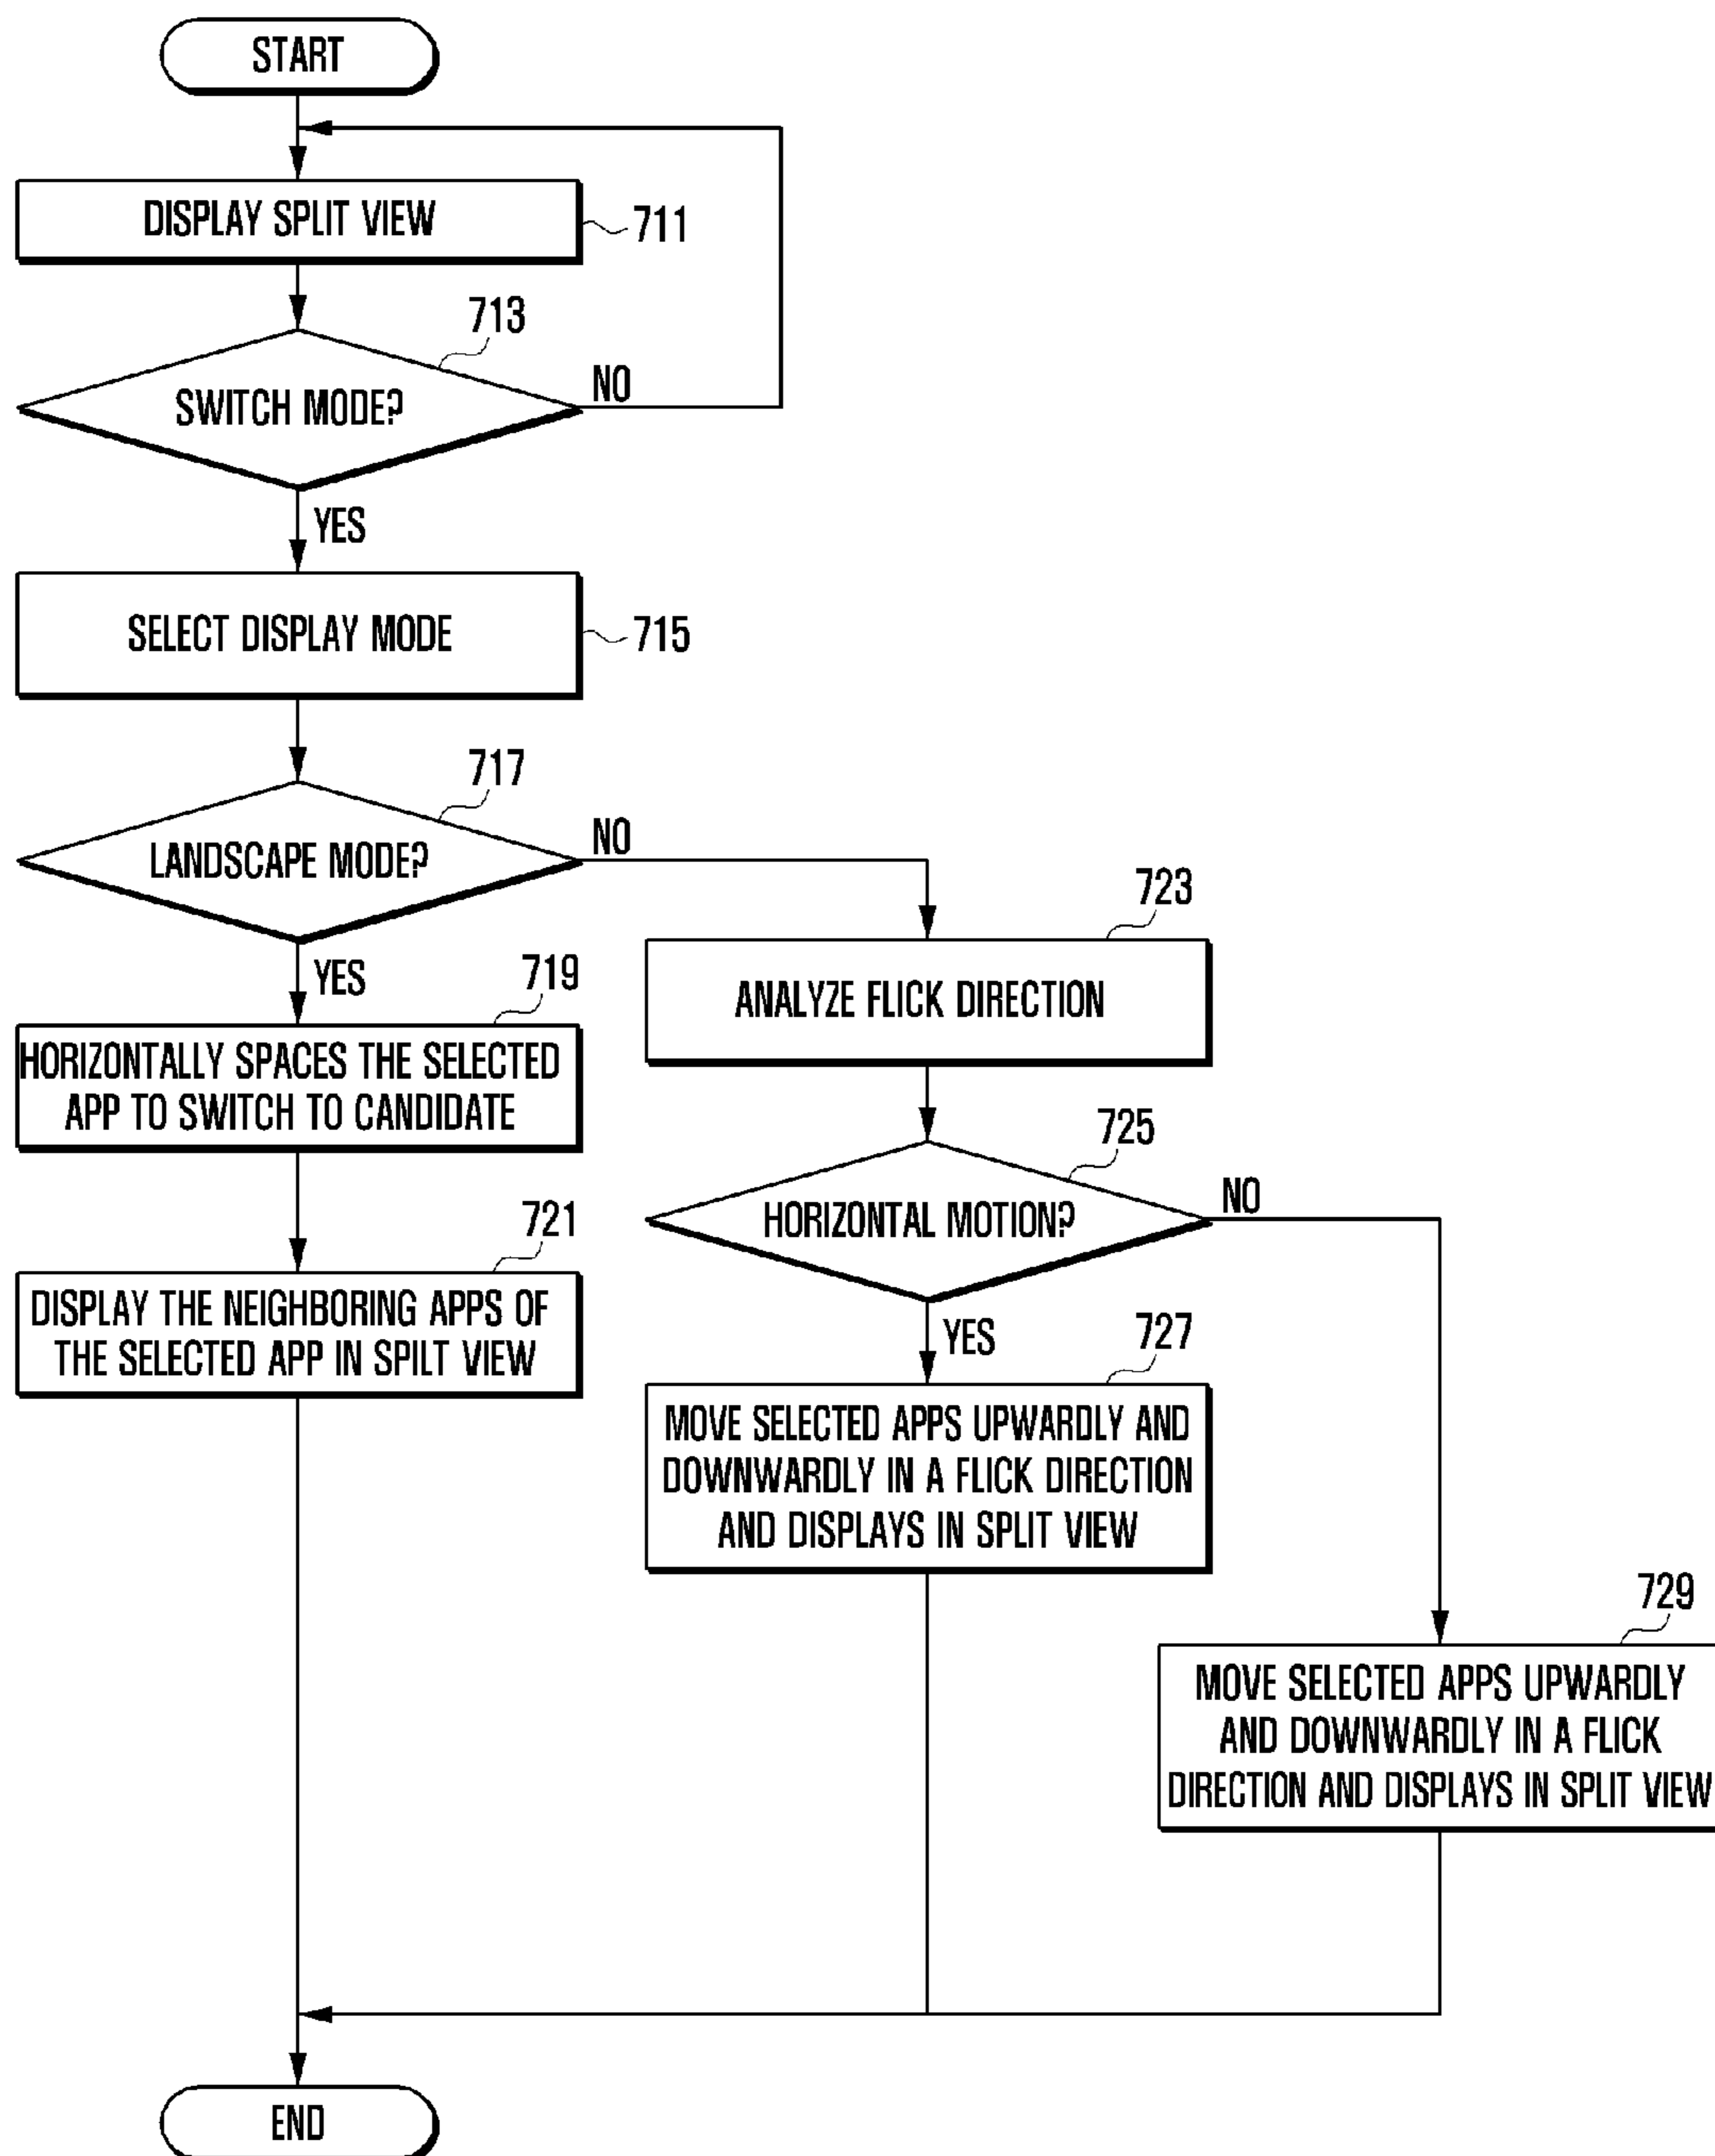 START
DISPLAY SPLIT VIEW
711
713
SWITCH MODE?
NO
YES
SELECT DISPLAY MODE
715
717
LANDSCAPE MODE?
NO
YES
719
HORIZONTALLY SPACES THE SELECTED
APP TO SWITCH TO CANDIDATE
721
DISPLAY THE NEIGHBORING APPS OF
THE SELECTED APP IN SPILT VIEW
723
ANALYZE FLICK DIRECTION
725
HORIZONTAL MOTION?
NO
YES
727
MOVE SELECTED APPS UPWARDLY AND
DOWNWARDLY IN A FLICK DIRECTION
AND DISPLAYS IN SPLIT VIEW
729
MOVE SELECTED APPS UPWARDLY
AND DOWNWARDLY IN A FLICK
DIRECTION AND DISPLAYS IN SPLIT VIEW
END